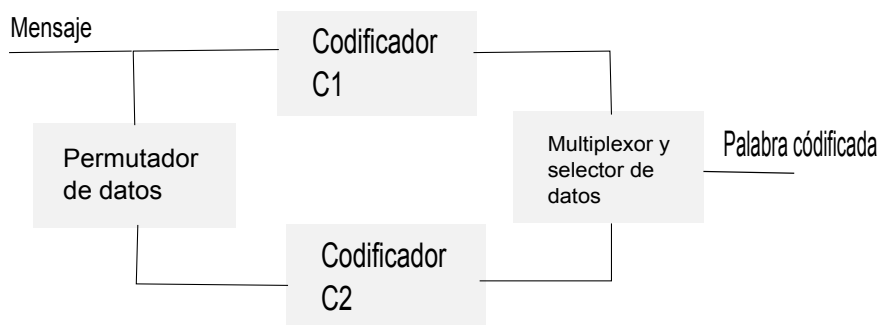 Mensaje
Codificador
C1
Permutador
de datos
Multiplexor y
selector de
datos
Palabra códificada
Codificador
C2